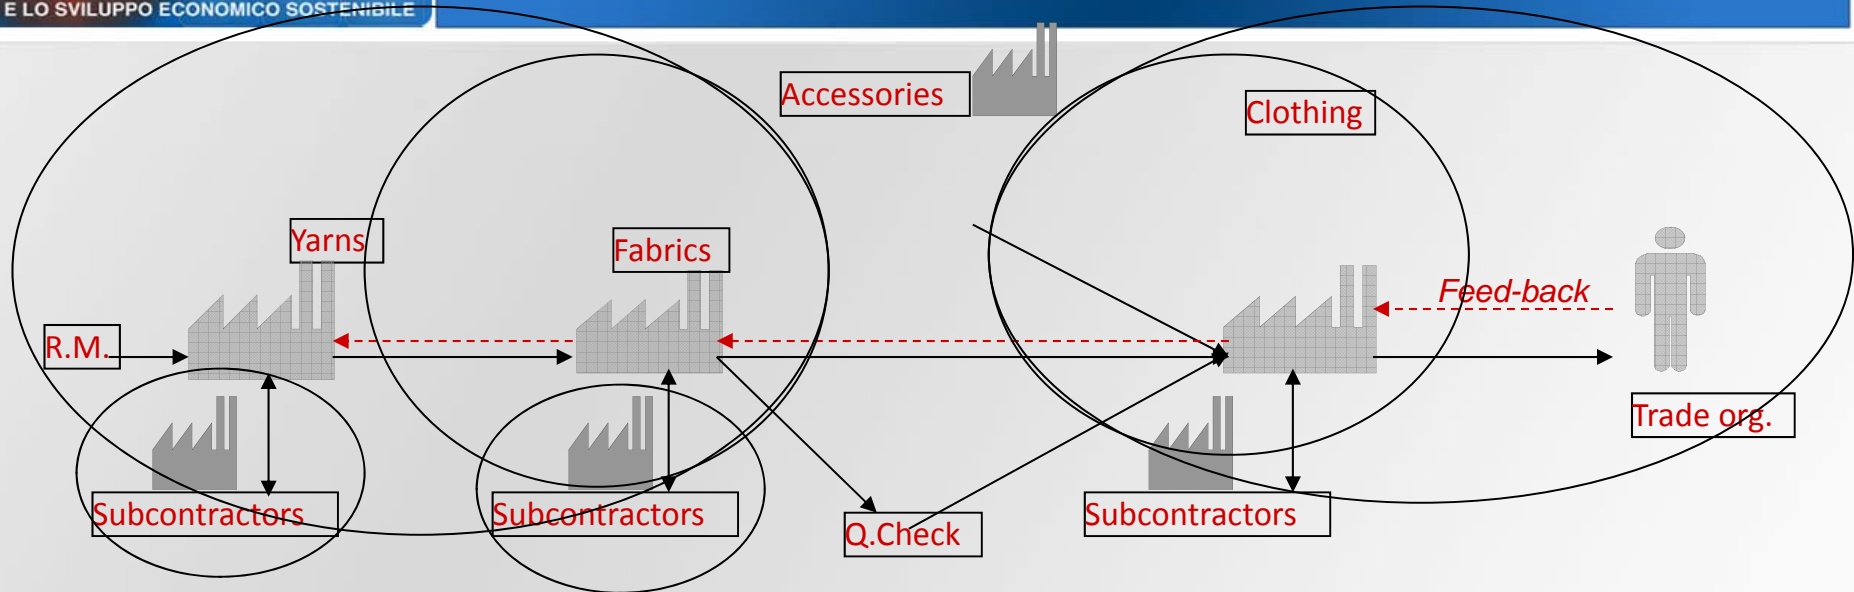 E LO SVILUPPO ECONOMICO SOSTENIBILE
Accessories
Clothing
Yarns
Fabrics
Feed-back
R.M.
Trade org.
Subcontractors
Subcontractors
Subcontractors
Q.Check